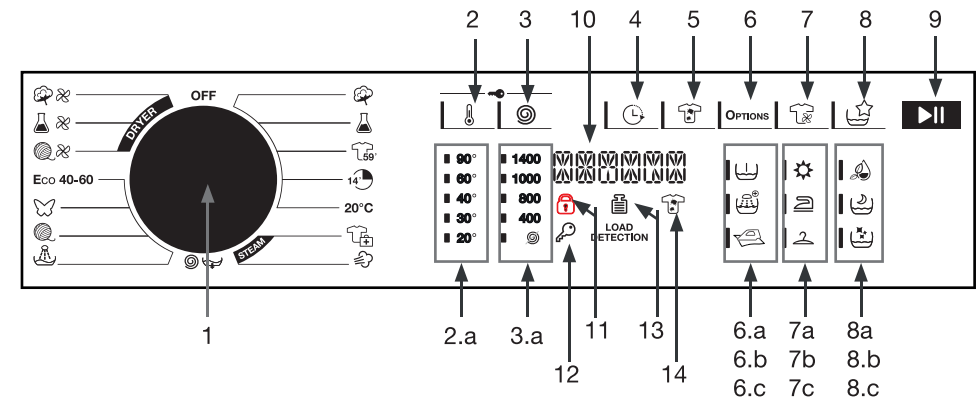 2 3 10 4 5 6 7 8 9
OFF
DRYER
OPTIONS
59'
90° 1400
ECO 40-60
14'
60° 1000
40° 800
20°C
30° 400
LOAD
DETECTION
20°
STEAM
1 2.a 3.a 11 13 6.a 7a 8a
12 14 6.b 7b 8.b
6.c 7c 8.c